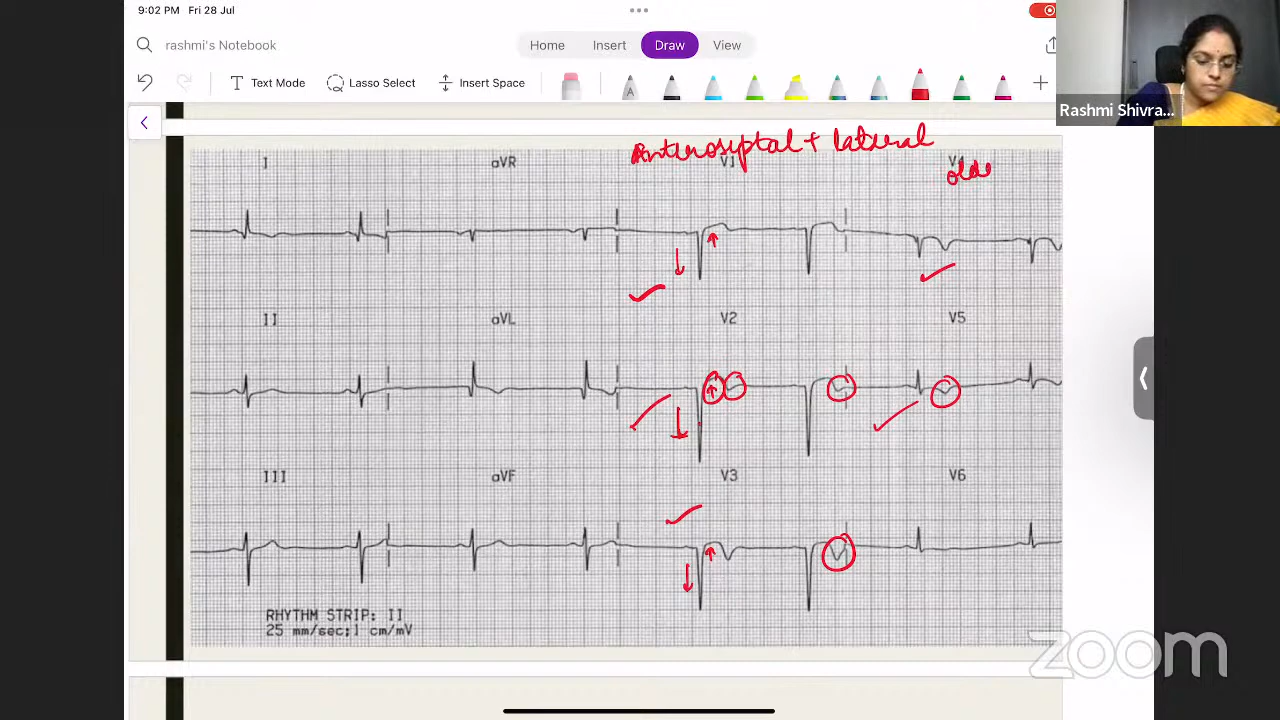 9:02 PM Fri 28 Jul
rashmi's Notebook
Home Insert Draw View
Text Mode Lasso Select Insert Space
A
Rashmi Shivra...
Anteroseptal + lateral
I aVR V1 V4
II aVL V2 V5
III aVF V3 V6
RHYTHM STRIP: II
25 mm/sec;1 cm/mV
zoom